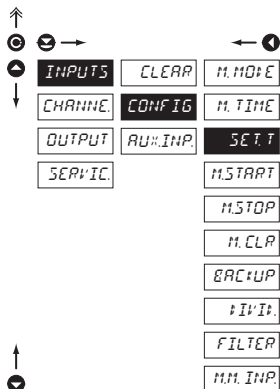 INPUTS CLEAR M.MODE
CHANNE. CONFIG M. TIME
OUTPUT AUX.INP. SET. T
SERVIC. M.START
M.STOP
M. CLR
BACKUP
DIVID.
FILTER
M.M. INP.